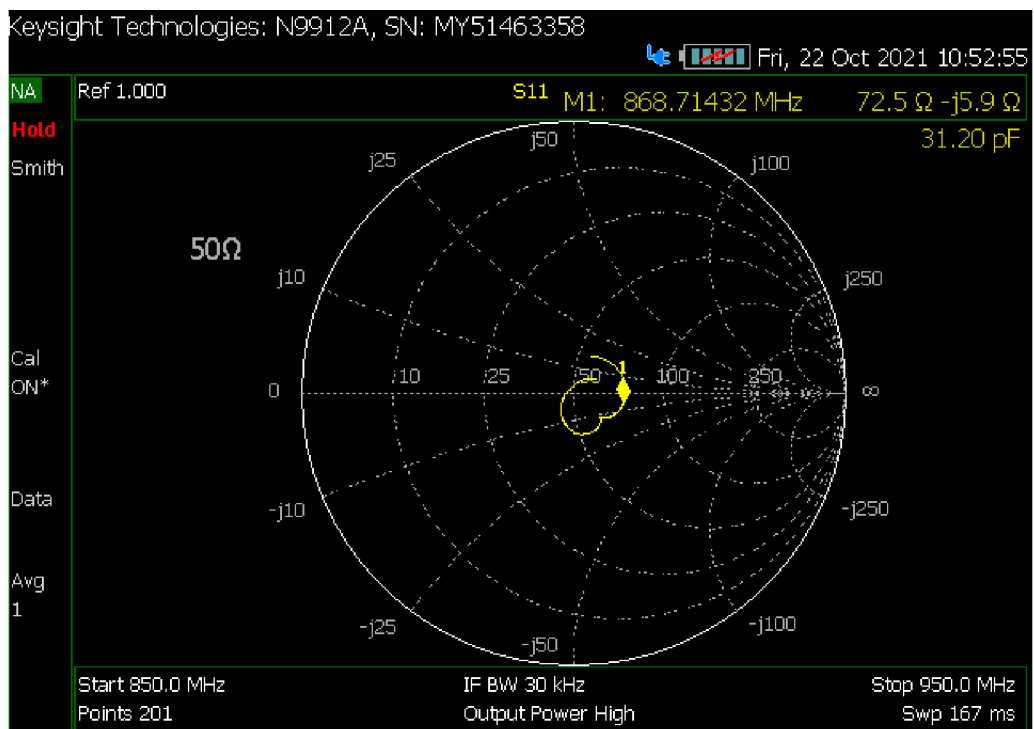 Keysight Technologies: N9912A, SN: MY51463358
Fri, 22 Oct 2021 10:52:55
NA
Ref 1.000
S11
M1: 868.71432 MHz
72.5 Ω -j5.9 Ω
31.20 pF
Hold
Smith
50Ω
j50
j25
j100
j10
j250
1
0
10
25
50
100
250
∞
Cal
ON*
Data
-j10
-j250
Avg
1
-j25
-j100
-j50
Start 850.0 MHz
IF BW 30 kHz
Stop 950.0 MHz
Points 201
Output Power High
Swp 167 ms